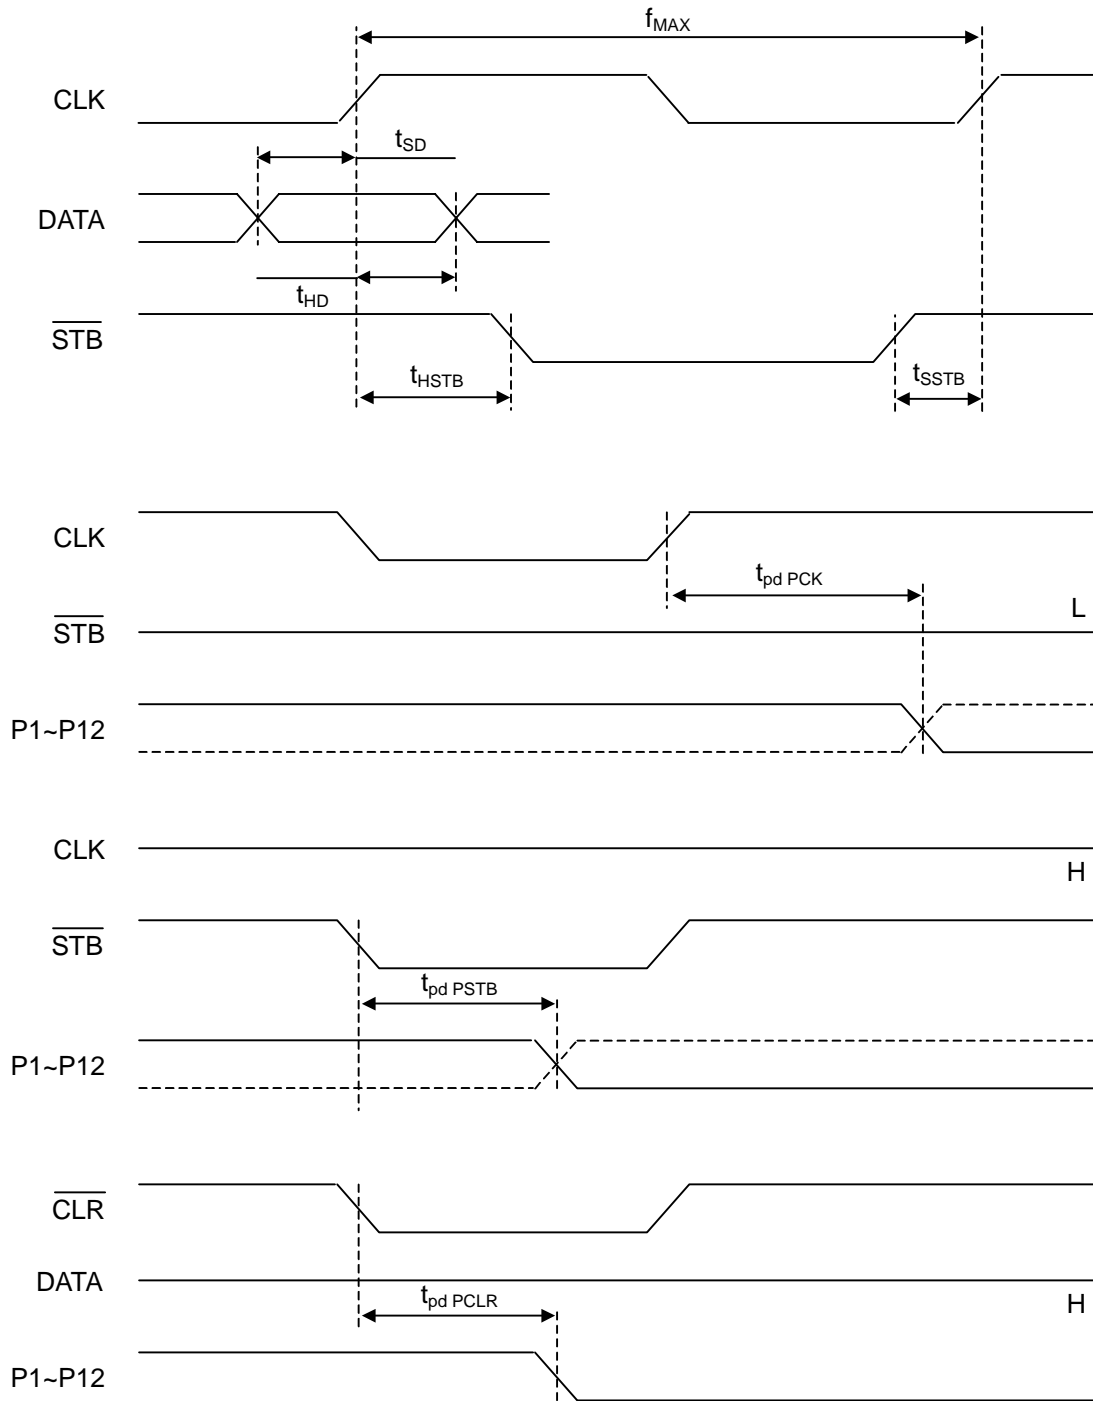 fMAX
CLK
tSD
DATA
tHD
STB
tHSTB
tSSTB
CLK
tpd PCK
L
STB
P1~P12
CLK
H
STB
tpd PSTB
P1~P12
CLR
DATA
H
tpd PCLR
P1~P12